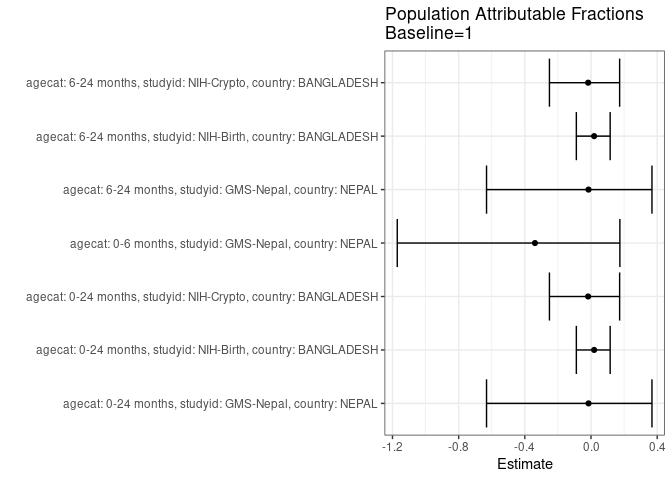 Population Attributable Fractions
Baseline=1
agecat: 6-24 months, studyid: NIH-Crypto, country: BANGLADESH
agecat: 6-24 months, studyid: NIH-Birth, country: BANGLADESH
agecat: 6-24 months, studyid: GMS-Nepal, country: NEPAL
agecat: 0-6 months, studyid: GMS-Nepal, country: NEPAL
agecat: 0-24 months, studyid: NIH-Crypto, country: BANGLADESH
agecat: 0-24 months, studyid: NIH-Birth, country: BANGLADESH
agecat: 0-24 months, studyid: GMS-Nepal, country: NEPAL
-1.2 -0.8 -0.4 0.0 0.4
Estimate